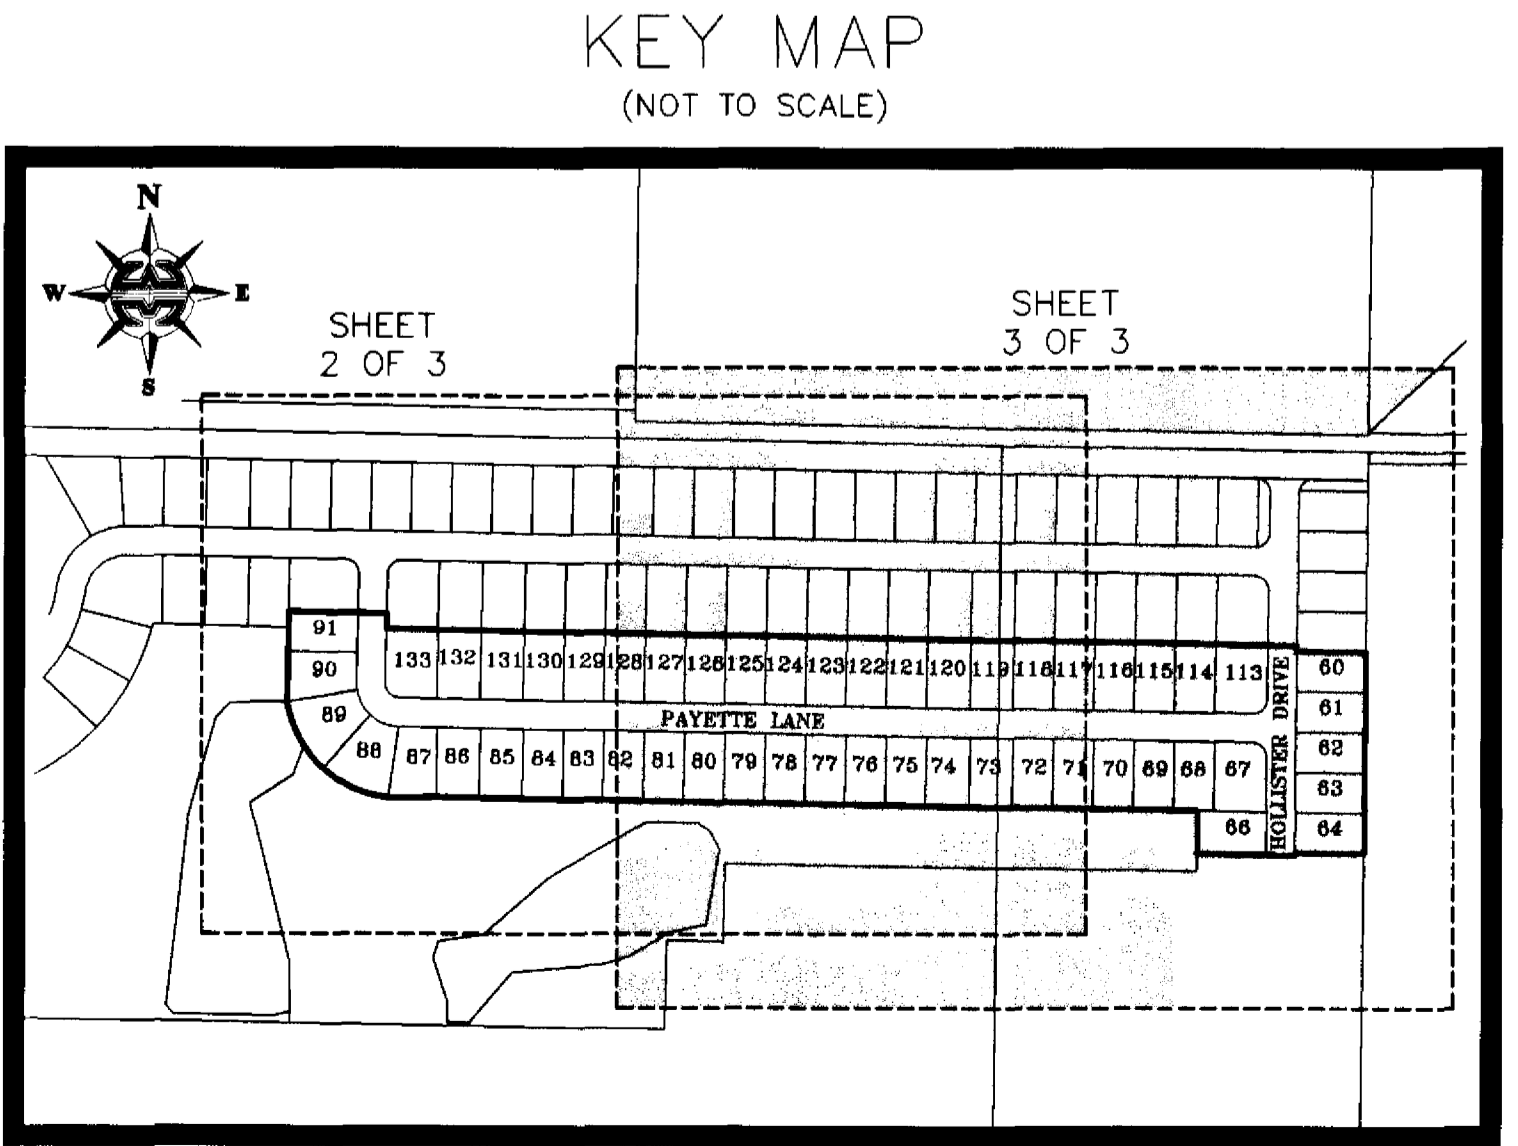 KEY MAP
(NOT TO SCALE)
N
W E
S
SHEET
2 OF 3
SHEET
3 OF 3
91
90
89
88
133 132 131 130 129 128 127 126 125 124 123 122 121 120 119 118 117 116 115 114 113
PAYETTE LANE
87 86 85 84 83 82 81 80 79 78 77 76 75 74 73 72 71 70 69 68 67
66
HOLLISTER DRIVE
60
61
62
63
64